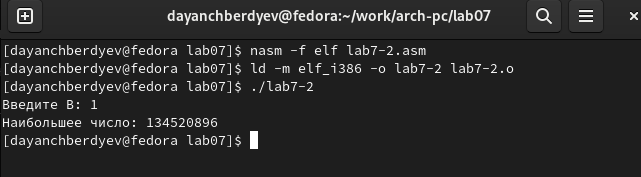 dayanchberdyev@fedora:~/work/arch-pc/lab07
[dayanchberdyev@fedora lab07]$ nasm -f elf lab7-2.asm
[dayanchberdyev@fedora lab07]$ ld -m elf_i386 -o lab7-2 lab7-2.o
[dayanchberdyev@fedora lab07]$ ./lab7-2
Введите В: 1
Наибольшее число: 134520896
[dayanchberdyev@fedora lab07]$